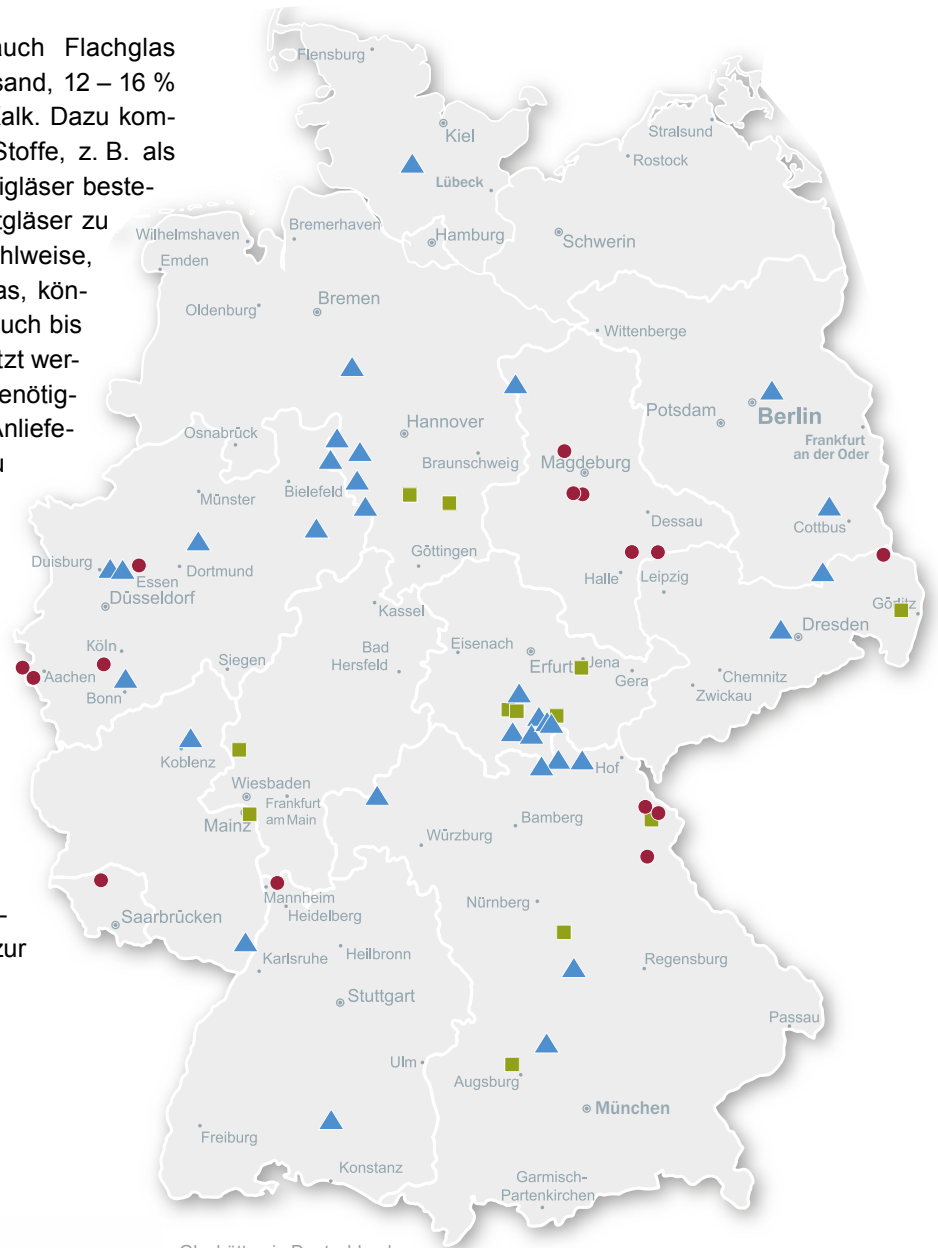 auch Flachglas
sand, 12 – 16 %
Kalk. Dazu kom-
Stoffe, z. B. als
igläser beste-
tgläser zu
hlweise,
as, kön-
uch bis
tzt wer-
enötig-
Anliefe-
-
zur
Flensburg
Kiel
Stralsund
Rostock
Lübeck
Wilhelmshaven
Bremerhaven
Hamburg
Schwerin
Emden
Oldenburg
Bremen
Wittenberge
Potsdam
Berlin
Frankfurt
an der Oder
Osnabrück
Hannover
Braunschweig
Magdeburg
Münster
Bielefeld
Dessau
Cottbus
Duisburg
Essen
Dortmund
Göttingen
Halle
Leipzig
Düsseldorf
Kassel
Görlitz
Dresden
Köln
Aachen
Bonn
Siegen
Bad
Hersfeld
Eisenach
Erfurt
Jena
Gera
Chemnitz
Zwickau
Koblenz
Wiesbaden
Mainz
Frankfurt
am Main
Hof
Würzburg
Bamberg
Mannheim
Heidelberg
Nürnberg
Saarbrücken
Karlsruhe
Heilbronn
Regensburg
Stuttgart
Passau
Ulm
Augsburg
München
Freiburg
Konstanz
Garmisch-
Partenkirchen